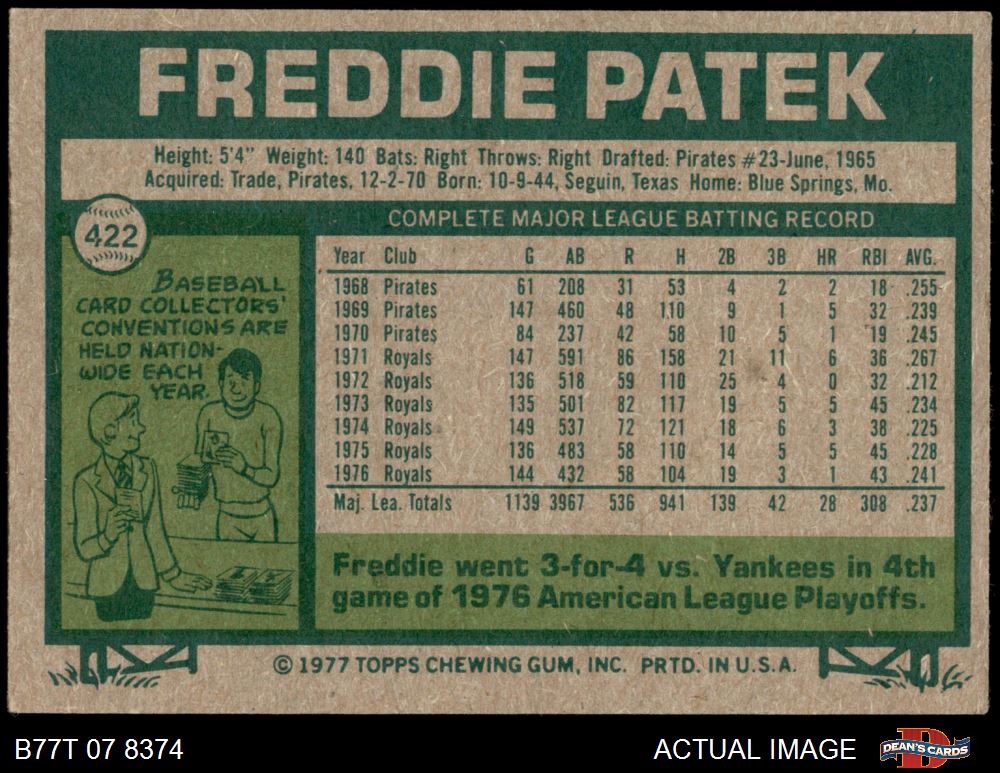 FREDDIE PATEK
Height: 5'4" Weight: 140 Bats: Right Throws: Right Drafted: Pirates #23-June, 1965
Acquired: Trade, Pirates, 12-2-70 Born: 10-9-44, Seguin, Texas Home: Blue Springs, Mo.
422
BASEBALL
CARD COLLECTORS'
CONVENTIONS ARE
HELD NATION-
WIDE EACH
YEAR.
COMPLETE MAJOR LEAGUE BATTING RECORD
Year Club G AB R H 2B 3B HR RBI AVG.
1968 Pirates 61 208 31 53 4 2 2 18 .255
1969 Pirates 147 460 48 110 9 1 5 32 .239
1970 Pirates 84 237 42 58 10 5 1 19 .245
1971 Royals 147 591 86 158 21 11 6 36 .267
1972 Royals 136 518 59 110 25 4 0 32 .212
1973 Royals 135 501 82 117 19 5 5 45 .234
1974 Royals 149 537 72 121 18 6 3 38 .225
1975 Royals 136 483 58 110 14 5 5 45 .228
1976 Royals 144 432 58 104 19 3 1 43 .241
Maj. Lea. Totals 1139 3967 536 941 139 42 28 308 .237
Freddie went 3-for-4 vs. Yankees in 4th
game of 1976 American League Playoffs.
© 1977 TOPPS CHEWING GUM, INC. PRTD. IN U.S.A.
B77T 07 8374
ACTUAL IMAGE
DEAN'S CARDS